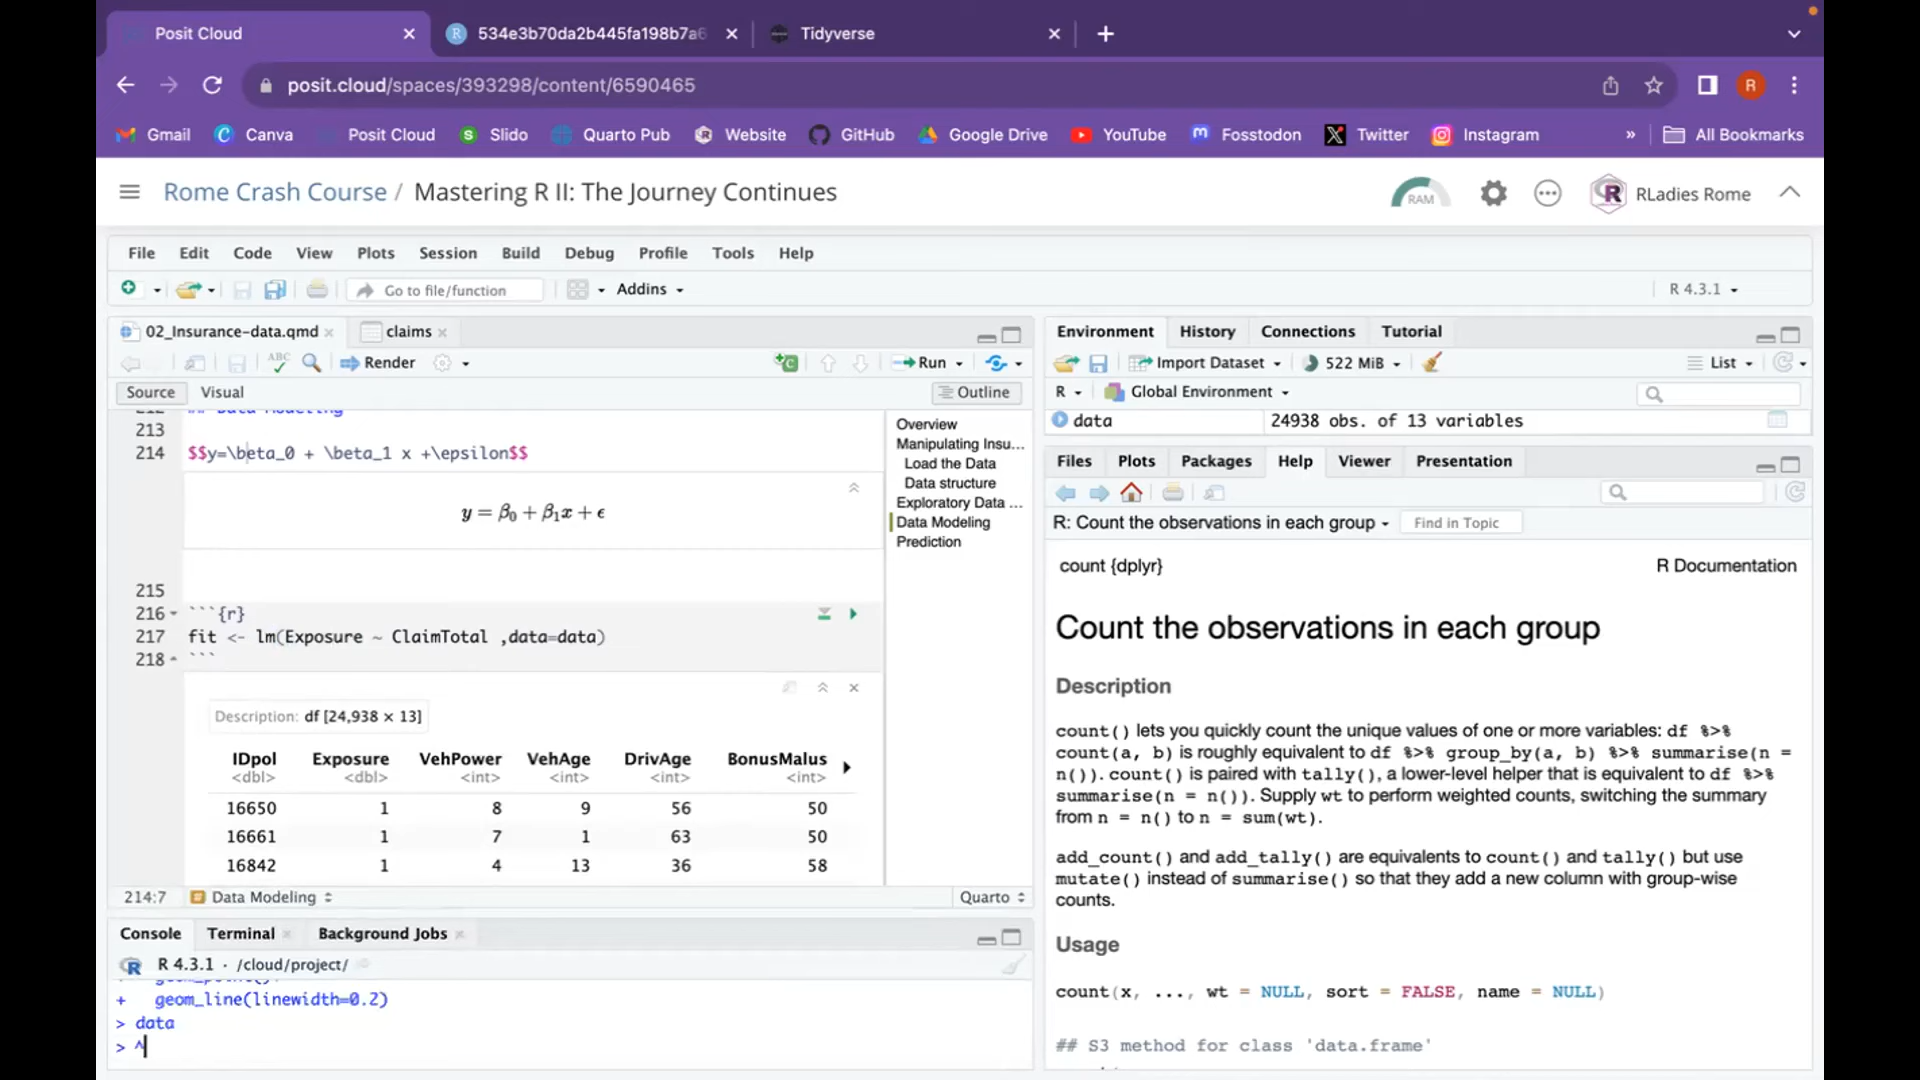 Posit Cloud
534e3b70da2b445fa198b7a6
Tidyverse
posit.cloud/spaces/393298/content/6590465
R
Gmail Canva Posit Cloud Slido Quarto Pub Website GitHub Google Drive YouTube Fosstodon Twitter Instagram » All Bookmarks
Rome Crash Course / Mastering R II: The Journey Continues
RAM
RLadies Rome
File Edit Code View Plots Session Build Debug Profile Tools Help
Go to file/function
Addins
R 4.3.1
02_Insurance-data.qmd
claims
ABC
Render
Run
Source Visual
Outline
213
214 $$y=\beta_0 + \beta_1 x +\epsilon$$
y = β0 + β1x + ϵ
215
216 ```{r}
217 fit <- lm(Exposure ~ ClaimTotal ,data=data)
218 ```
Description: df [24,938 × 13]
IDpol Exposure VehPower VehAge DrivAge BonusMalus
<dbl> <dbl> <int> <int> <int> <int>
16650 1 8 9 56 50
16661 1 7 1 63 50
16842 1 4 13 36 58
214:7 Data Modeling
Quarto
Overview
Manipulating Insu...
Load the Data
Data structure
Exploratory Data ...
Data Modeling
Prediction
Console Terminal Background Jobs
R 4.3.1 · /cloud/project/
+ geom_line(linewidth=0.2)
> data
> ^
Environment History Connections Tutorial
Import Dataset
522 MiB
List
R Global Environment
data 24938 obs. of 13 variables
Files Plots Packages Help Viewer Presentation
R: Count the observations in each group
Find in Topic
count {dplyr}
R Documentation
Count the observations in each group
Description
count() lets you quickly count the unique values of one or more variables: df %>%
count(a, b) is roughly equivalent to df %>% group_by(a, b) %>% summarise(n =
n()). count() is paired with tally(), a lower-level helper that is equivalent to df %>%
summarise(n = n()). Supply wt to perform weighted counts, switching the summary
from n = n() to n = sum(wt).
add_count() and add_tally() are equivalents to count() and tally() but use
mutate() instead of summarise() so that they add a new column with group-wise
counts.
Usage
count(x, ..., wt = NULL, sort = FALSE, name = NULL)
## S3 method for class 'data.frame'